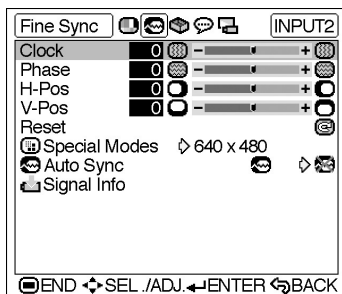 Fine Sync INPUT2
Clock 0 - +
Phase 0 - +
H-Pos 0 - +
V-Pos 0 - +
Reset
Special Modes 640 x 480
Auto Sync
Signal Info
END SEL./ADJ. ENTER BACK